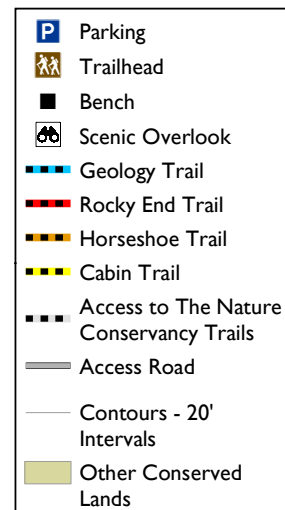 P Parking
Trailhead
Bench
Scenic Overlook
Geology Trail
Rocky End Trail
Horseshoe Trail
Cabin Trail
Access to The Nature
Conservancy Trails
Access Road
Contours - 20'
Intervals
Other Conserved
Lands